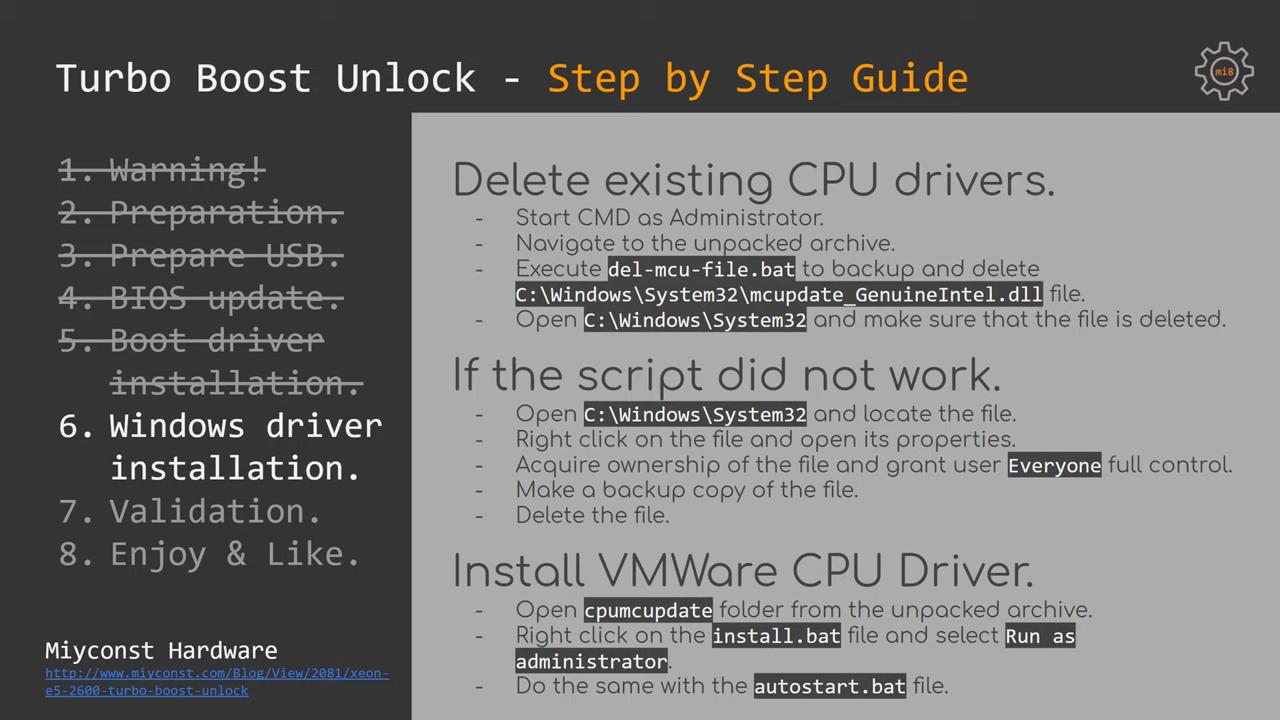 Turbo Boost Unlock - Step by Step Guide
mi8
1. Warning!
2. Preparation.
3. Prepare USB.
4. BIOS update.
5. Boot driver
installation.
6. Windows driver
installation.
7. Validation.
8. Enjoy & Like.
Miyconst Hardware
http://www.miyconst.com/Blog/View/2081/xeon-
e5-2600-turbo-boost-unlock
Delete existing CPU drivers.
- Start CMD as Administrator.
- Navigate to the unpacked archive.
- Execute del-mcu-file.bat to backup and delete
C:\Windows\System32\mcupdate_GenuineIntel.dll file.
- Open C:\Windows\System32 and make sure that the file is deleted.
If the script did not work.
- Open C:\Windows\System32 and locate the file.
- Right click on the file and open its properties.
- Acquire ownership of the file and grant user Everyone full control.
- Make a backup copy of the file.
- Delete the file.
Install VMWare CPU Driver.
- Open cpumcupdate folder from the unpacked archive.
- Right click on the install.bat file and select Run as
administrator.
- Do the same with the autostart.bat file.